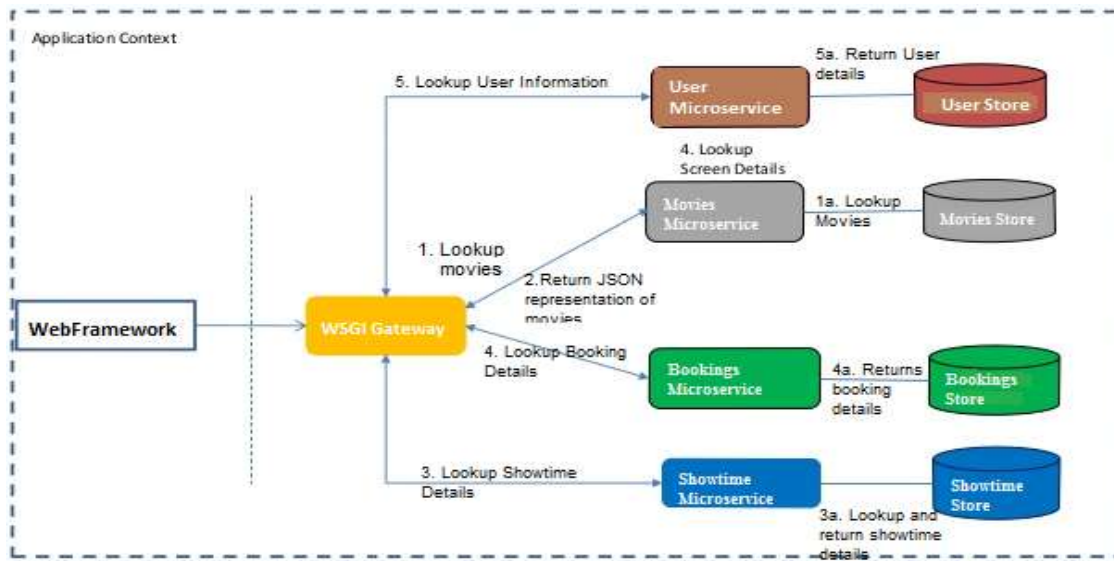 Application Context
5a. Return User
details
5. Lookup User Information
User
Microservice
User Store
4. Lookup
Screen Details
Movies
Microservice
1a. Lookup
Movies
Movies Store
1. Lookup
movies
2.Return JSON
representation of
movies
WebFramework
WSGI Gateway
4. Lookup Booking
Details
Bookings
Microservice
4a. Returns
booking
details
Bookings
Store
3. Lookup Showtime
Details
Showtime
Microservice
Showtime
Store
3a. Lookup and
return showtime
details